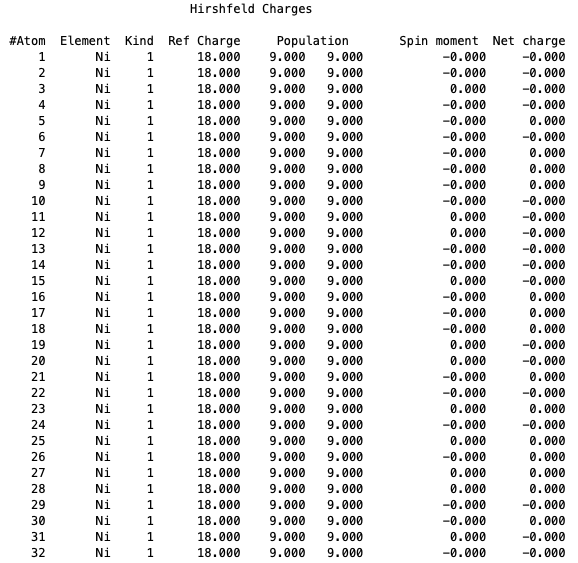 Hirshfeld Charges
#Atom Element Kind Ref Charge Population Spin moment Net charge
1 Ni 1 18.000 9.000 9.000 −0.000 −0.000
2 Ni 1 18.000 9.000 9.000 −0.000 −0.000
3 Ni 1 18.000 9.000 9.000 0.000 −0.000
4 Ni 1 18.000 9.000 9.000 −0.000 −0.000
5 Ni 1 18.000 9.000 9.000 −0.000 0.000
6 Ni 1 18.000 9.000 9.000 −0.000 −0.000
7 Ni 1 18.000 9.000 9.000 −0.000 0.000
8 Ni 1 18.000 9.000 9.000 −0.000 0.000
9 Ni 1 18.000 9.000 9.000 −0.000 0.000
10 Ni 1 18.000 9.000 9.000 −0.000 −0.000
11 Ni 1 18.000 9.000 9.000 0.000 −0.000
12 Ni 1 18.000 9.000 9.000 0.000 −0.000
13 Ni 1 18.000 9.000 9.000 −0.000 −0.000
14 Ni 1 18.000 9.000 9.000 −0.000 −0.000
15 Ni 1 18.000 9.000 9.000 0.000 −0.000
16 Ni 1 18.000 9.000 9.000 −0.000 0.000
17 Ni 1 18.000 9.000 9.000 −0.000 0.000
18 Ni 1 18.000 9.000 9.000 −0.000 0.000
19 Ni 1 18.000 9.000 9.000 0.000 −0.000
20 Ni 1 18.000 9.000 9.000 0.000 −0.000
21 Ni 1 18.000 9.000 9.000 −0.000 0.000
22 Ni 1 18.000 9.000 9.000 −0.000 −0.000
23 Ni 1 18.000 9.000 9.000 0.000 0.000
24 Ni 1 18.000 9.000 9.000 −0.000 −0.000
25 Ni 1 18.000 9.000 9.000 0.000 0.000
26 Ni 1 18.000 9.000 9.000 −0.000 0.000
27 Ni 1 18.000 9.000 9.000 0.000 0.000
28 Ni 1 18.000 9.000 9.000 0.000 0.000
29 Ni 1 18.000 9.000 9.000 −0.000 −0.000
30 Ni 1 18.000 9.000 9.000 −0.000 0.000
31 Ni 1 18.000 9.000 9.000 0.000 −0.000
32 Ni 1 18.000 9.000 9.000 −0.000 −0.000